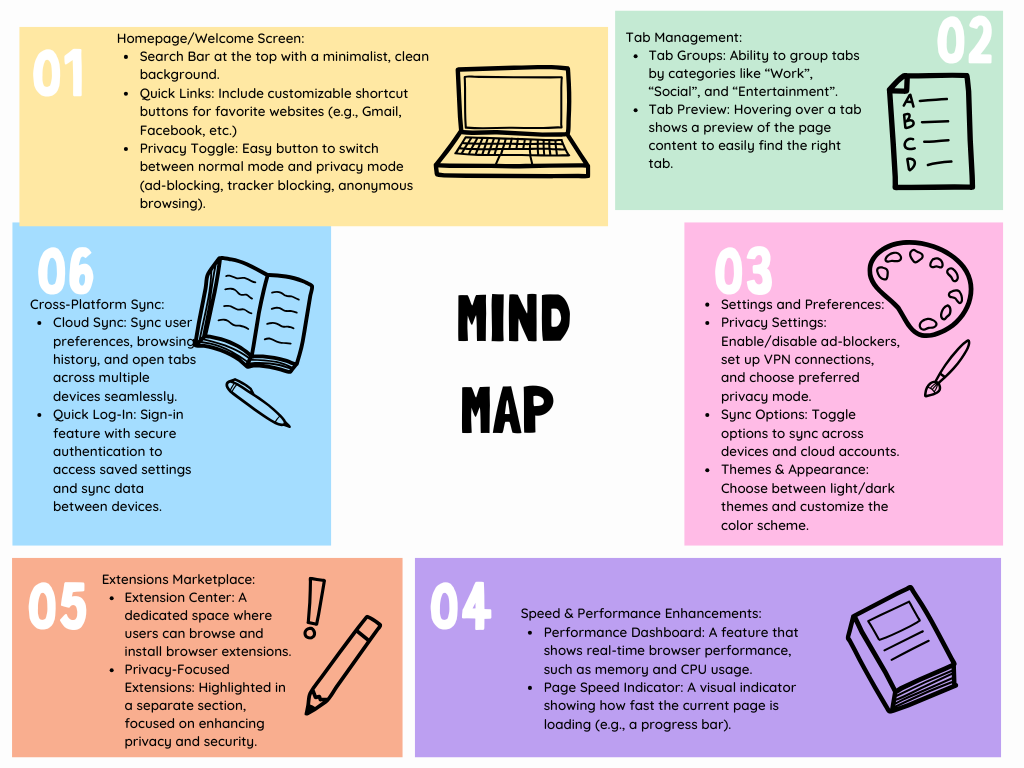 01
Homepage/Welcome Screen:
• Search Bar at the top with a minimalist, clean
background.
• Quick Links: Include customizable shortcut
buttons for favorite websites (e.g., Gmail,
Facebook, etc.)
• Privacy Toggle: Easy button to switch
between normal mode and privacy mode
(ad-blocking, tracker blocking, anonymous
browsing).
02
Tab Management:
• Tab Groups: Ability to group tabs
by categories like “Work”,
“Social”, and “Entertainment”.
• Tab Preview: Hovering over a tab
shows a preview of the page
content to easily find the right
tab.
A
B
C
D
MIND
MAP
03
• Settings and Preferences:
• Privacy Settings:
Enable/disable ad-blockers,
set up VPN connections,
and choose preferred
privacy mode.
• Sync Options: Toggle
options to sync across
devices and cloud accounts.
• Themes & Appearance:
Choose between light/dark
themes and customize the
color scheme.
04
Speed & Performance Enhancements:
• Performance Dashboard: A feature that
shows real-time browser performance,
such as memory and CPU usage.
• Page Speed Indicator: A visual indicator
showing how fast the current page is
loading (e.g., a progress bar).
05
Extensions Marketplace:
• Extension Center: A
dedicated space where
users can browse and
install browser extensions.
• Privacy-Focused
Extensions: Highlighted in
a separate section,
focused on enhancing
privacy and security.
!
06
Cross-Platform Sync:
• Cloud Sync: Sync user
preferences, browsing
history, and open tabs
across multiple
devices seamlessly.
• Quick Log-In: Sign-in
feature with secure
authentication to
access saved settings
and sync data
between devices.